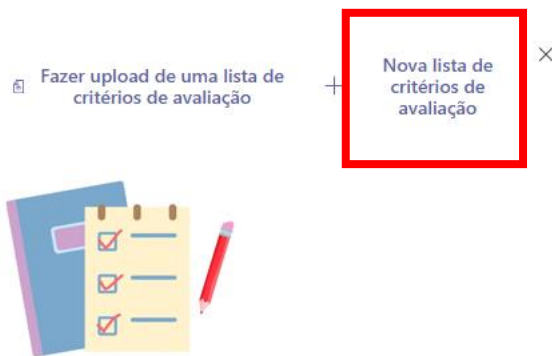 Fazer upload de uma lista de
critérios de avaliação
Nova lista de
critérios de
avaliação